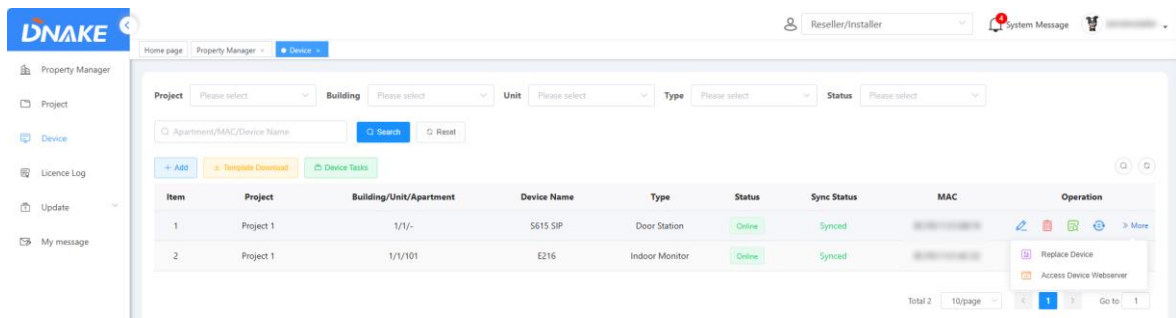 DNAKE
Reseller/Installer
4
System Message
Home page
Property Manager ×
Device ×
Property Manager
Project
Device
Licence Log
Update
My message
Project Please select
Building Please select
Unit Please select
Type Please select
Status Please select
Apartment/MAC/Device Name
Search
Reset
+ Add
Template Download
Device Tasks
Item Project Building/Unit/Apartment Device Name Type Status Sync Status MAC Operation
1 Project 1 1/1/- S615 SIP Door Station Online Synced » More
2 Project 1 1/1/101 E216 Indoor Monitor Online Synced
Replace Device
Access Device Webserver
Total 2 10/page < 1 > Go to 1